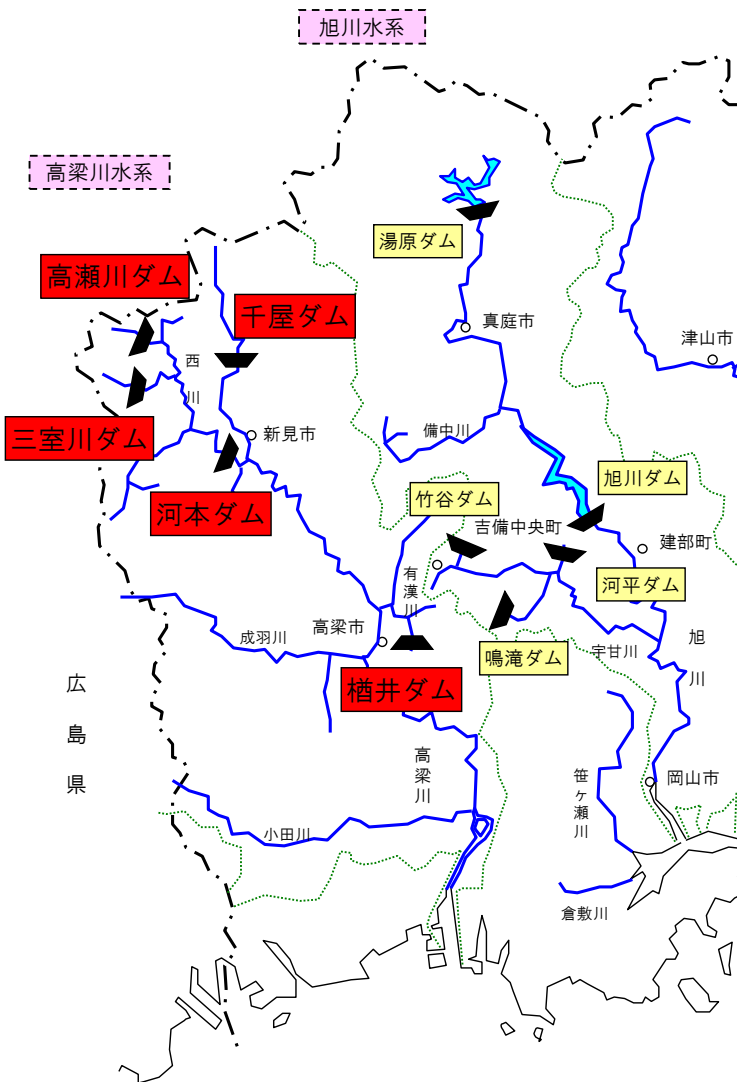 旭川水系
高梁川水系
湯原ダム
高瀬川ダム
千屋ダム
真庭市
津山市
西川
三室川ダム
新見市
備中川
旭川ダム
竹谷ダム
河本ダム
吉備中央町
建部町
有漢川
河平ダム
成羽川
高梁市
鳴滝ダム
宇甘川
旭川
楢井ダム
広島県
高梁川
笹ヶ瀬川
岡山市
小田川
倉敷川